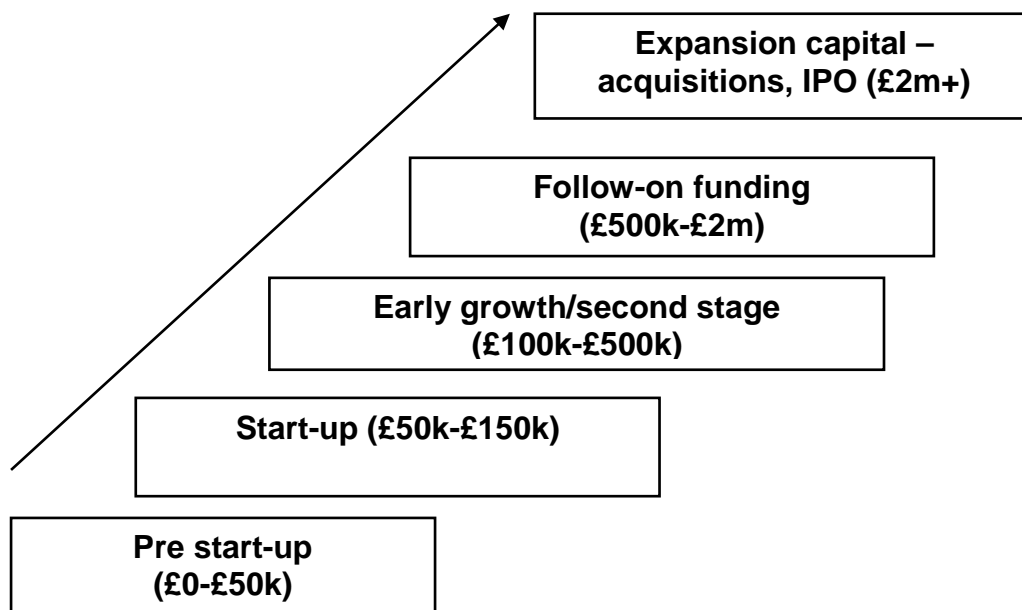 Expansion capital –
acquisitions, IPO (£2m+)
Follow-on funding
(£500k-£2m)
Early growth/second stage
(£100k-£500k)
Start-up (£50k-£150k)
Pre start-up
(£0-£50k)